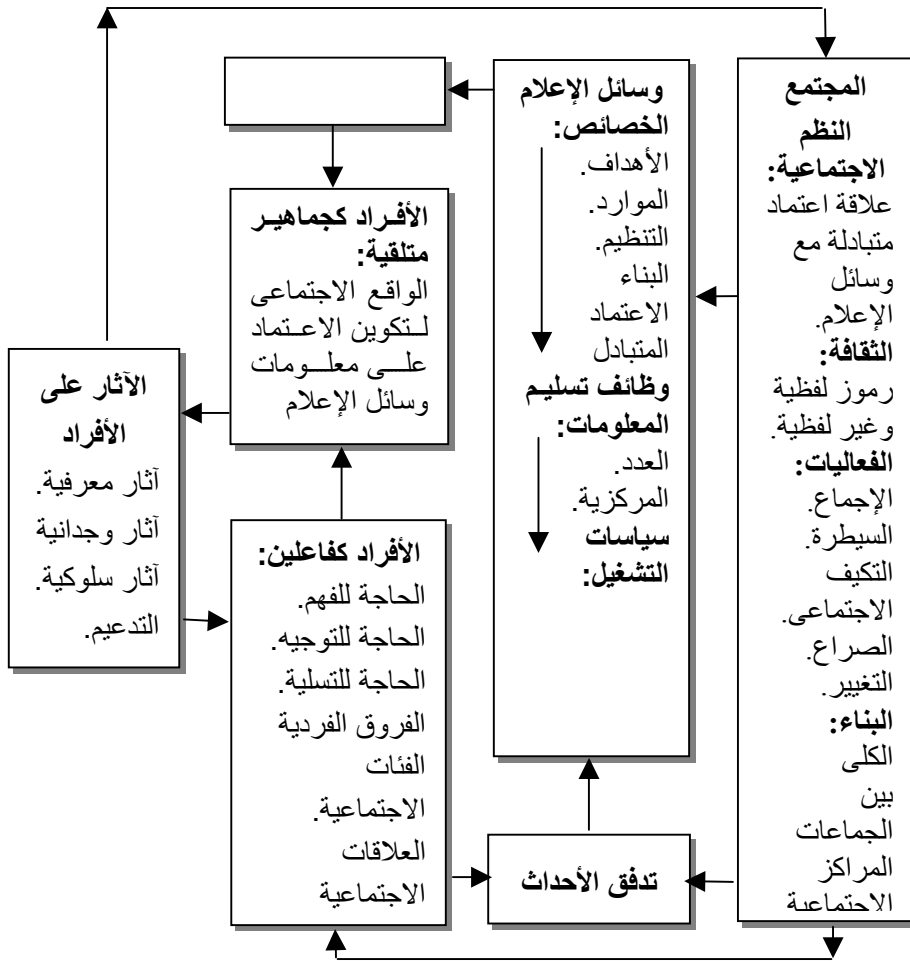 المجتمع
النظم
الاجتماعية:
علاقة اعتماد
متبادلة مع
وسائل
الإعلام.
الثقافة:
رموز لفظية
وغير لفظية.
الفعاليات:
الإجماع.
السيطرة.
التكيف
الاجتماعى.
الصراع.
التغيير.
البناء:
الكلى
بين
الجماعات
المراكز
الاجتماعية
وسائل الإعلام
الخصائص:
الأهداف.
الموارد.
التنظيم.
البناء
الاعتماد
المتبادل
وظائف تسليم
المعلومات:
العدد.
المركزية.
سياسات
التشغيل:
تدفق الأحداث
الأفراد كجماهير
متلقية:
الواقع الاجتماعى
لتكوين الاعتماد
على معلومات
وسائل الإعلام
الأفراد كفاعلين:
الحاجة للفهم.
الحاجة للتوجيه.
الحاجة للتسلية.
الفروق الفردية
الفئات
الاجتماعية.
العلاقات
الاجتماعية
الآثار على
الأفراد
آثار معرفية.
آثار وجدانية
آثار سلوكية.
التدعيم.